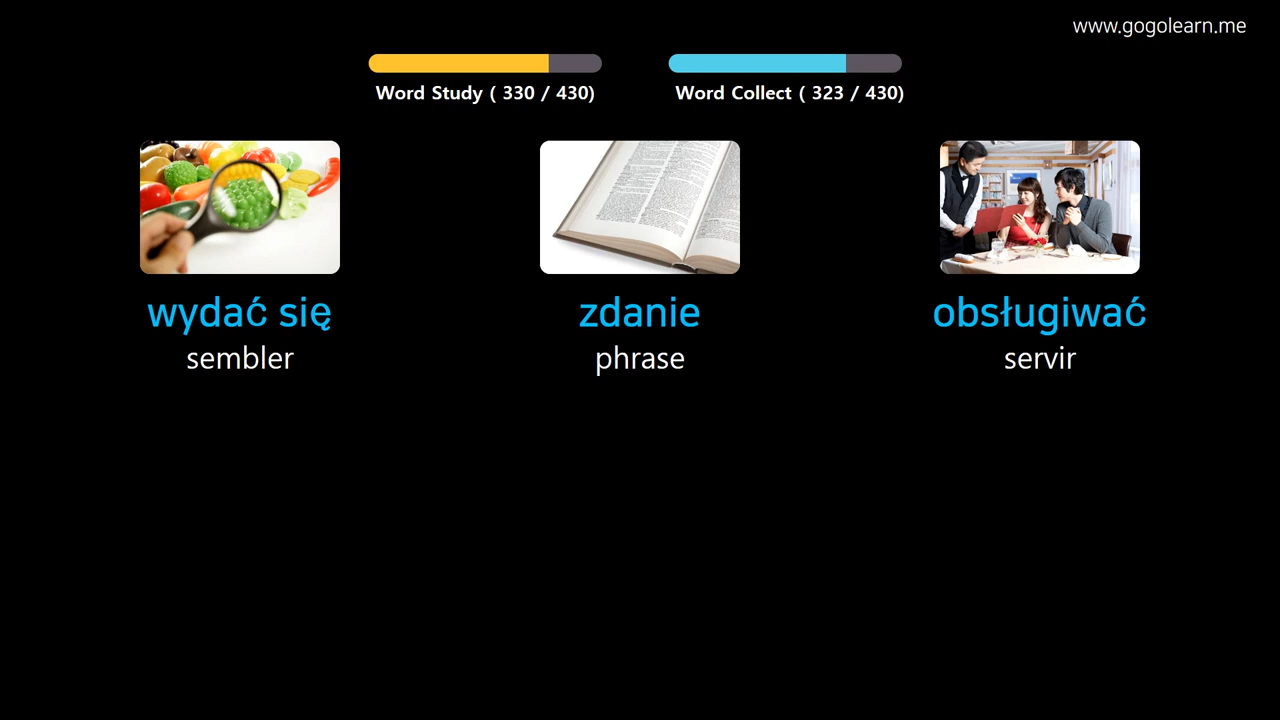 www.gogolearn.me
Word Study ( 330 / 430)
Word Collect ( 323 / 430)
wydać się
zdanie
obsługiwać
sembler
phrase
servir